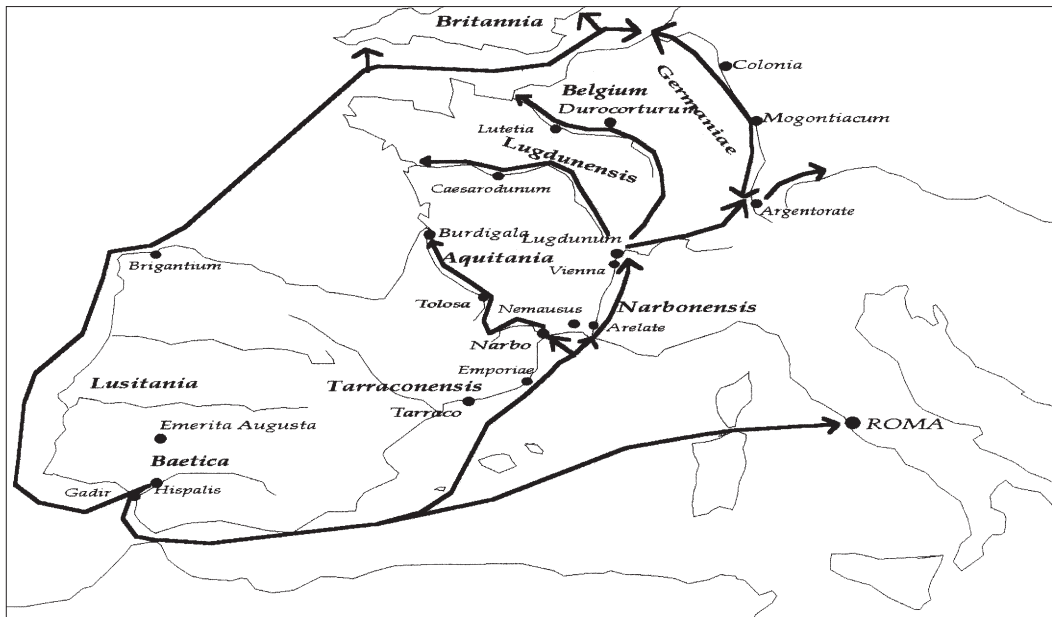 Britannia
Colonia
Germaniae
Belgium
Durocorturum
Mogontiacum
Lutetia
Lugdunensis
Caesarodunum
Argentorate
Burdigala
Lugdunum
Brigantium
Aquitania
Vienna
Tolosa
Nemausus
Narbonensis
Narbo
Arelate
Emporiae
Lusitania
Tarraconensis
Tarraco
Emerita Augusta
ROMA
Baetica
Gadir
Hispalis